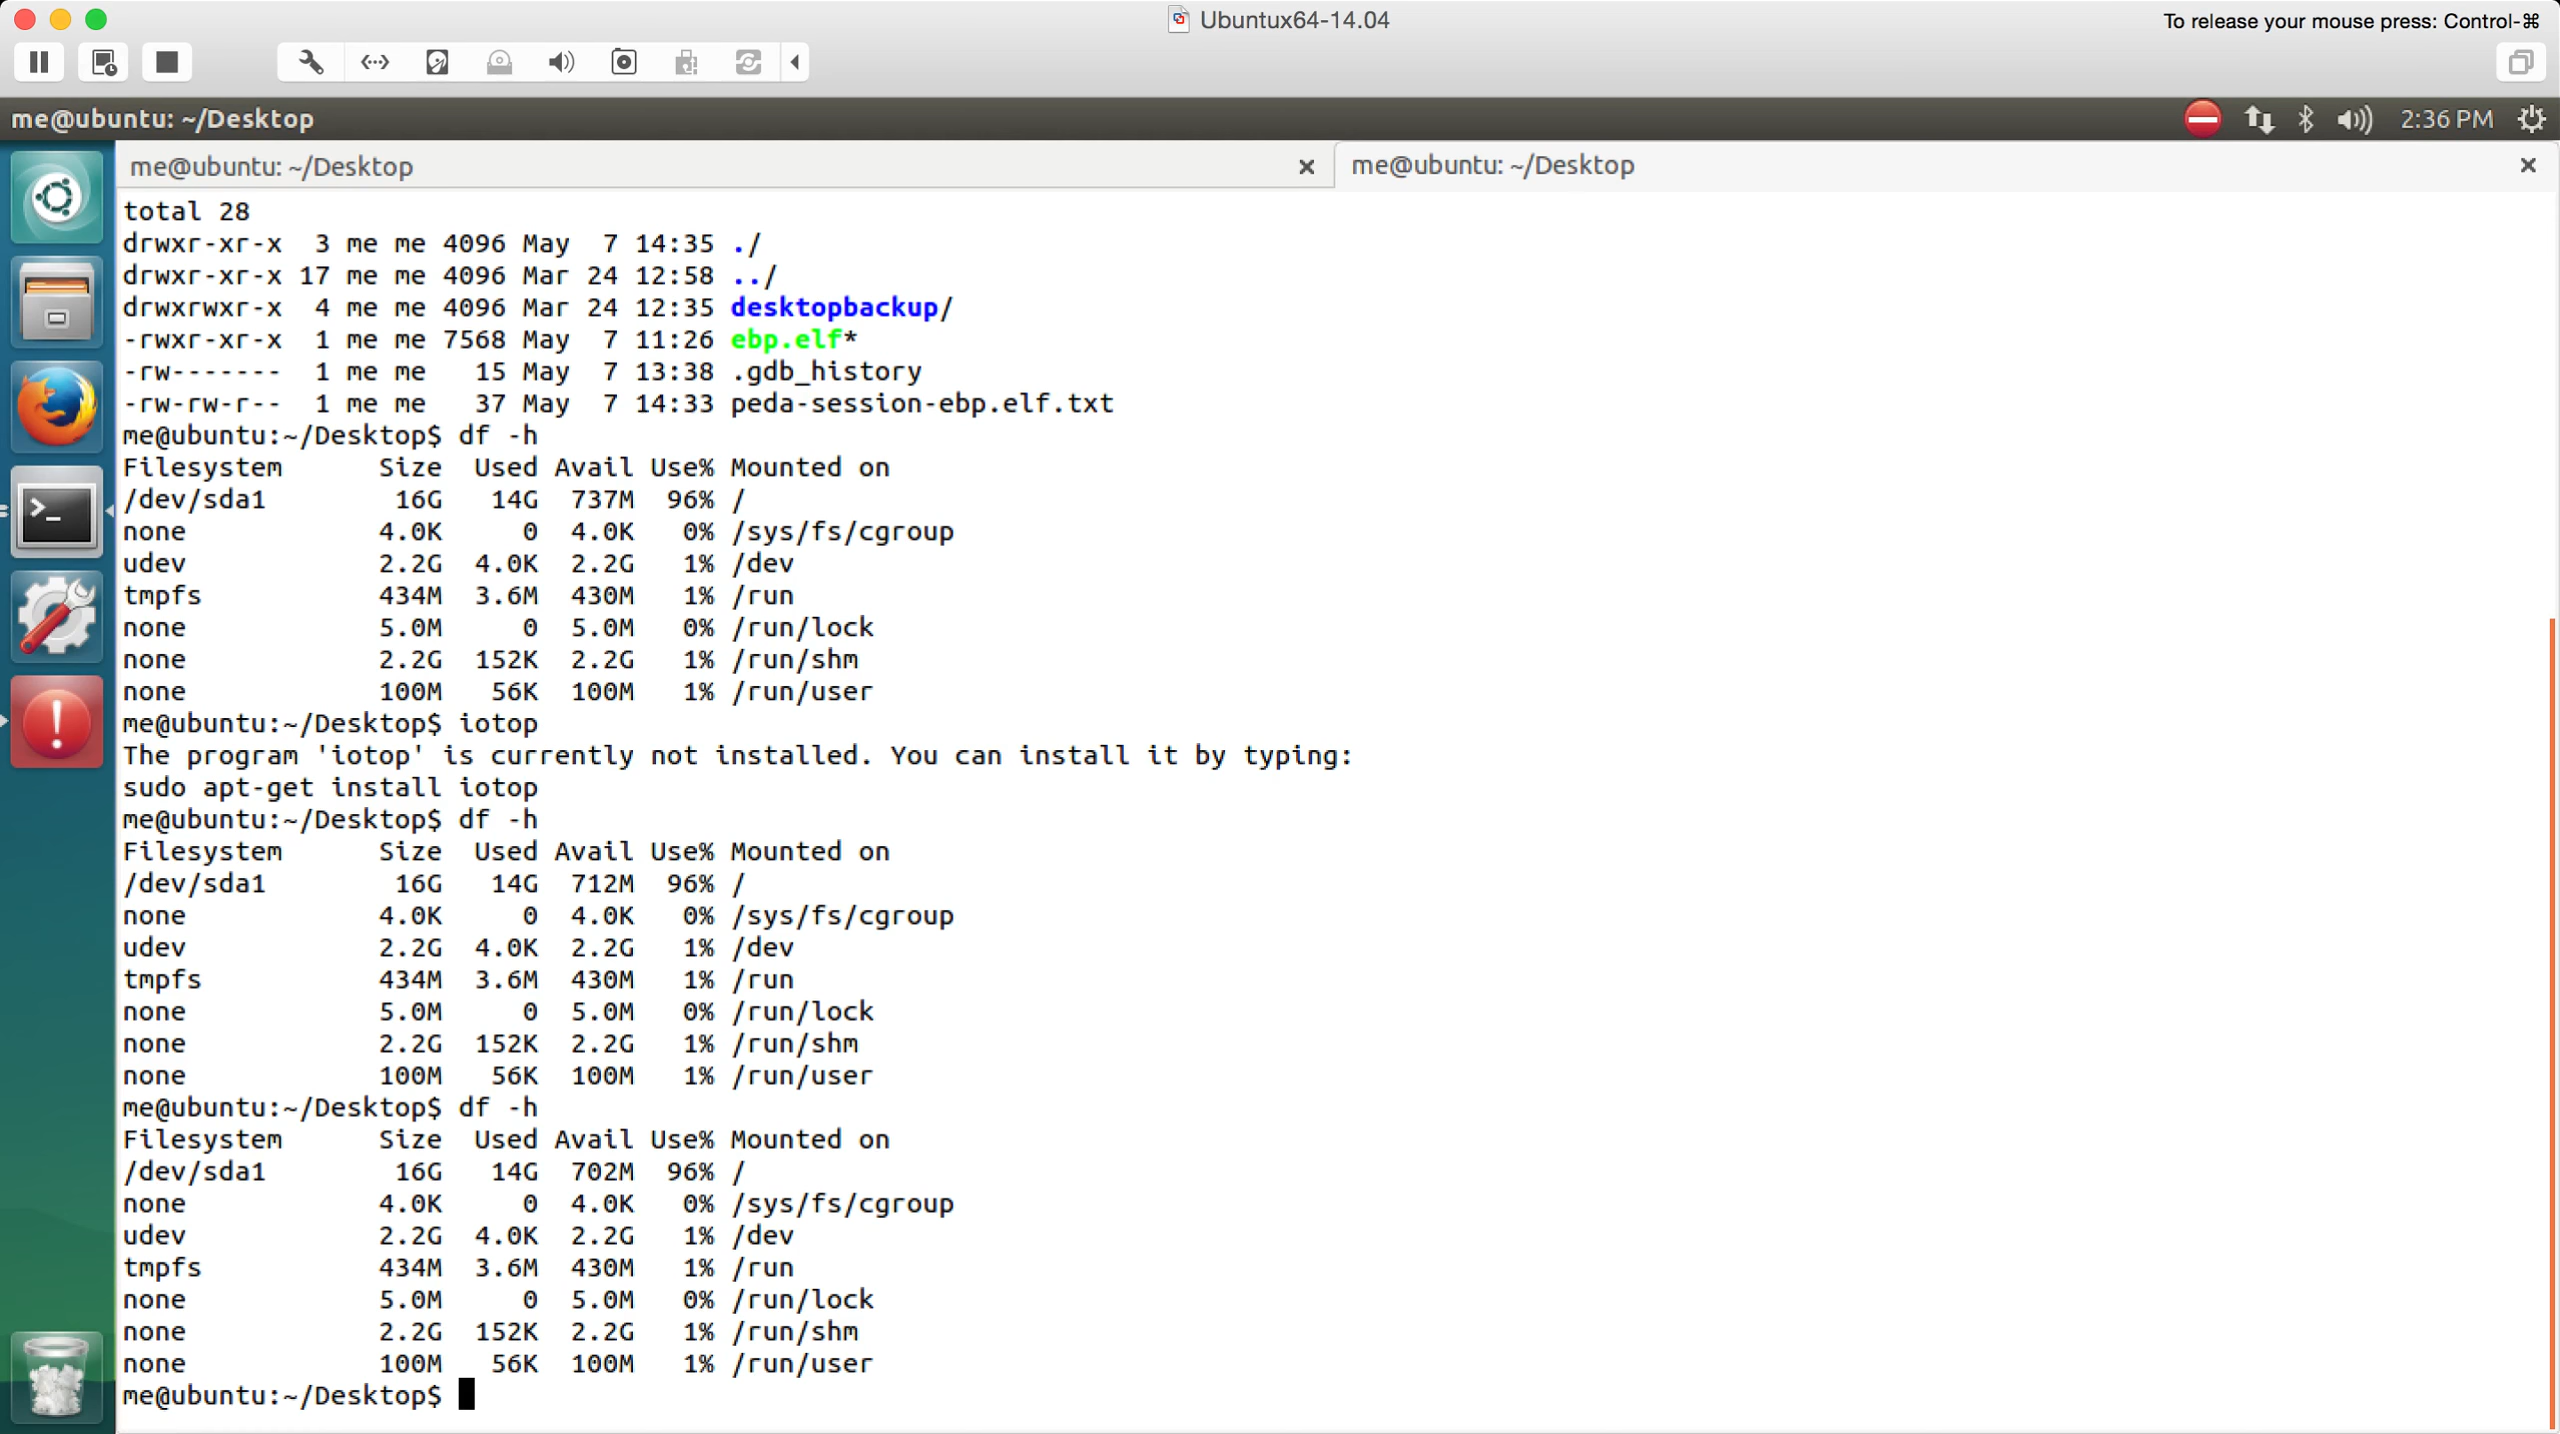 Ubuntux64-14.04
To release your mouse press: Control-⌘
me@ubuntu: ~/Desktop
2:36 PM
me@ubuntu: ~/Desktop
me@ubuntu: ~/Desktop
total 28
drwxr-xr-x  3 me me 4096 May  7 14:35 ./
drwxr-xr-x 17 me me 4096 Mar 24 12:58 ../
drwxrwxr-x  4 me me 4096 Mar 24 12:35 desktopbackup/
-rwxr-xr-x  1 me me 7568 May  7 11:26 ebp.elf*
-rw-------  1 me me   15 May  7 13:38 .gdb_history
-rw-rw-r--  1 me me   37 May  7 14:33 peda-session-ebp.elf.txt
me@ubuntu:~/Desktop$ df -h
Filesystem      Size  Used Avail Use% Mounted on
/dev/sda1        16G   14G  737M  96% /
none            4.0K     0  4.0K   0% /sys/fs/cgroup
udev            2.2G  4.0K  2.2G   1% /dev
tmpfs           434M  3.6M  430M   1% /run
none            5.0M     0  5.0M   0% /run/lock
none            2.2G  152K  2.2G   1% /run/shm
none            100M   56K  100M   1% /run/user
me@ubuntu:~/Desktop$ iotop
The program 'iotop' is currently not installed. You can install it by typing:
sudo apt-get install iotop
me@ubuntu:~/Desktop$ df -h
Filesystem      Size  Used Avail Use% Mounted on
/dev/sda1        16G   14G  712M  96% /
none            4.0K     0  4.0K   0% /sys/fs/cgroup
udev            2.2G  4.0K  2.2G   1% /dev
tmpfs           434M  3.6M  430M   1% /run
none            5.0M     0  5.0M   0% /run/lock
none            2.2G  152K  2.2G   1% /run/shm
none            100M   56K  100M   1% /run/user
me@ubuntu:~/Desktop$ df -h
Filesystem      Size  Used Avail Use% Mounted on
/dev/sda1        16G   14G  702M  96% /
none            4.0K     0  4.0K   0% /sys/fs/cgroup
udev            2.2G  4.0K  2.2G   1% /dev
tmpfs           434M  3.6M  430M   1% /run
none            5.0M     0  5.0M   0% /run/lock
none            2.2G  152K  2.2G   1% /run/shm
none            100M   56K  100M   1% /run/user
me@ubuntu:~/Desktop$